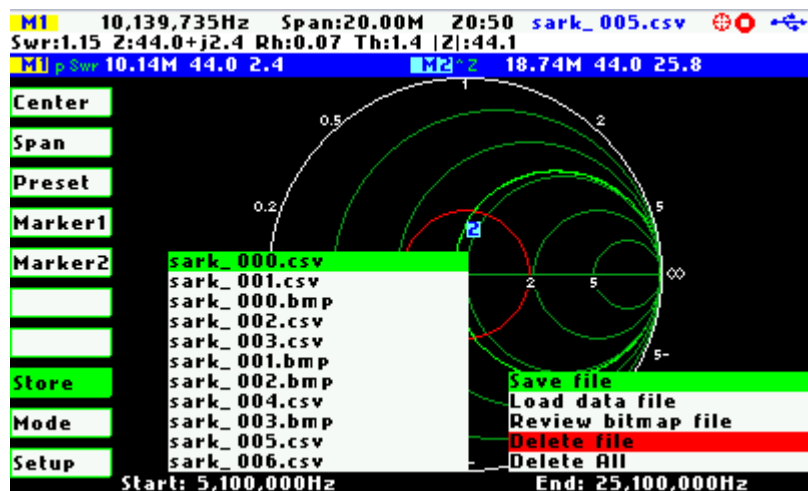 M1 10,139,735Hz Span:20.00M Z0:50 sark_005.csv
Swr:1.15 Z:44.0+j2.4 Rh:0.07 Th:1.4 |Z|:44.1
M1 p Swr 10.14M 44.0 2.4 M2 ^ Z 18.74M 44.0 25.8
Center
Span
Preset
Marker1
Marker2
Store
Mode
Setup
1
0.5
2
0.2
5
2
2
5
∞
5-
sark_000.csv
sark_001.csv
sark_000.bmp
sark_002.csv
sark_003.csv
sark_001.bmp
sark_002.bmp
sark_004.csv
sark_003.bmp
sark_005.csv
sark_006.csv
Save file
Load data file
Review bitmap file
Delete file
Delete All
Start: 5,100,000Hz End: 25,100,000Hz